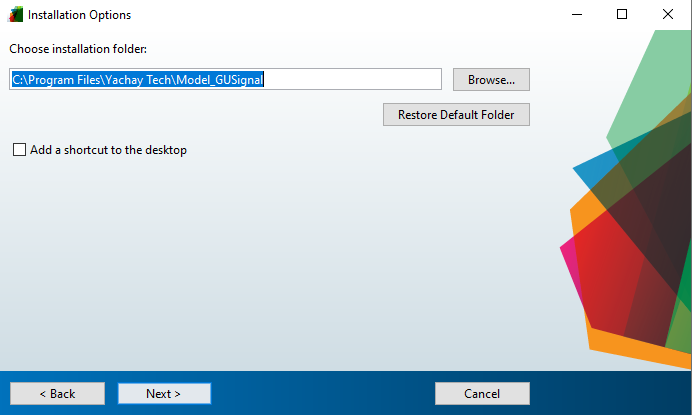 Installation Options
Choose installation folder:
C:\Program Files\Yachay Tech\Model_GUSignal
Browse...
Restore Default Folder
Add a shortcut to the desktop
< Back
Next >
Cancel